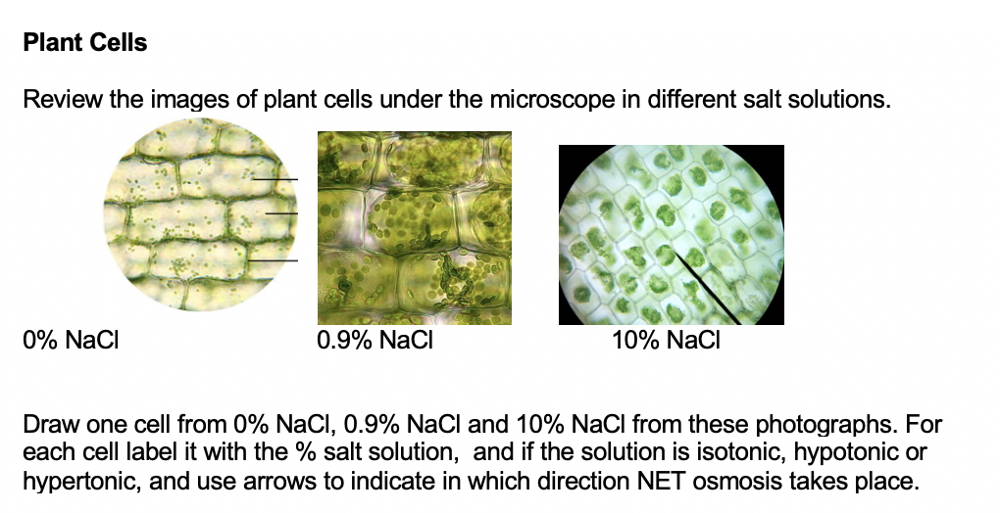 Plant Cells
Review the images of plant cells under the microscope in different salt solutions.
0% NaCl 0.9% NaCl 10% NaCl
Draw one cell from 0% NaCl, 0.9% NaCl and 10% NaCl from these photographs. For
each cell label it with the % salt solution,  and if the solution is isotonic, hypotonic or
hypertonic, and use arrows to indicate in which direction NET osmosis takes place.